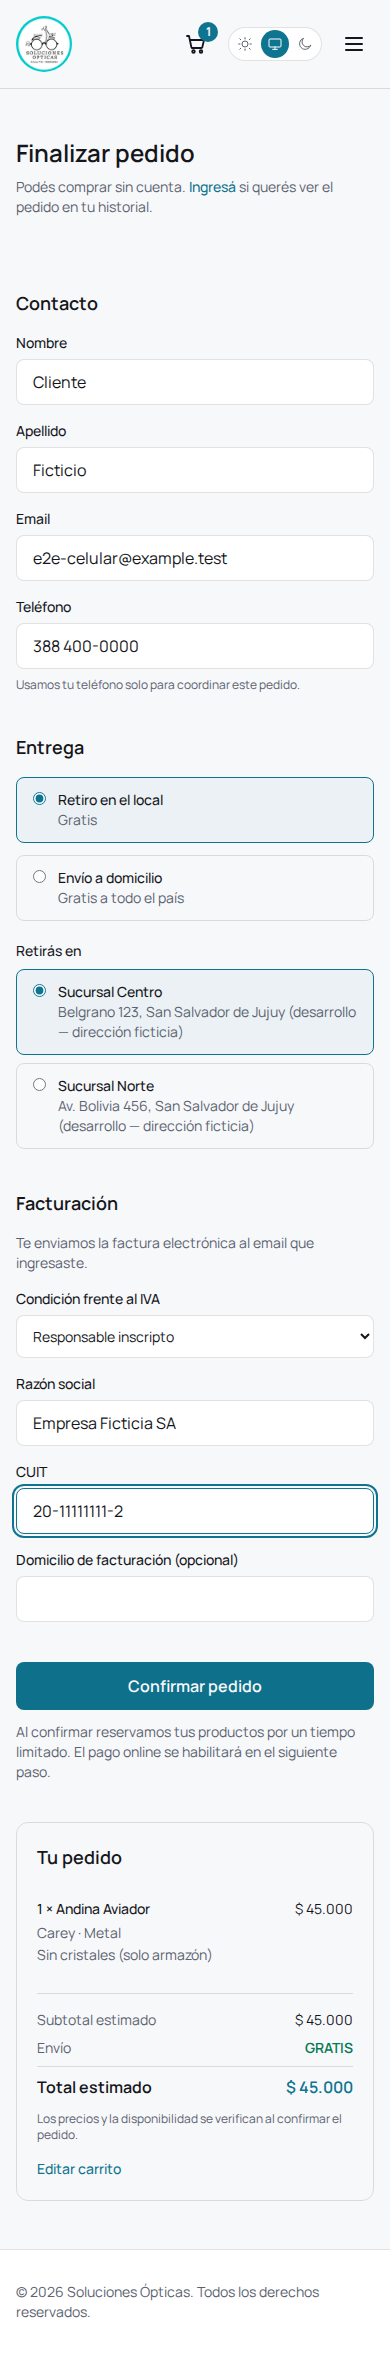 SOLUCIONES
ÓPTICAS
1
Finalizar pedido
Podés comprar sin cuenta. Ingresá si querés ver el
pedido en tu historial.
Contacto
Nombre
Cliente
Apellido
Ficticio
Email
e2e-celular@example.test
Teléfono
388 400-0000
Usamos tu teléfono solo para coordinar este pedido.
Entrega
Retiro en el local
Gratis
Envío a domicilio
Gratis a todo el país
Retirás en
Sucursal Centro
Belgrano 123, San Salvador de Jujuy (desarrollo
— dirección ficticia)
Sucursal Norte
Av. Bolivia 456, San Salvador de Jujuy
(desarrollo — dirección ficticia)
Facturación
Te enviamos la factura electrónica al email que
ingresaste.
Condición frente al IVA
Responsable inscripto
Razón social
Empresa Ficticia SA
CUIT
20-11111111-2
Domicilio de facturación (opcional)
Confirmar pedido
Al confirmar reservamos tus productos por un tiempo
limitado. El pago online se habilitará en el siguiente
paso.
Tu pedido
1 × Andina Aviador $ 45.000
Carey · Metal
Sin cristales (solo armazón)
Subtotal estimado $ 45.000
Envío GRATIS
Total estimado $ 45.000
Los precios y la disponibilidad se verifican al confirmar el
pedido.
Editar carrito
© 2026 Soluciones Ópticas. Todos los derechos
reservados.